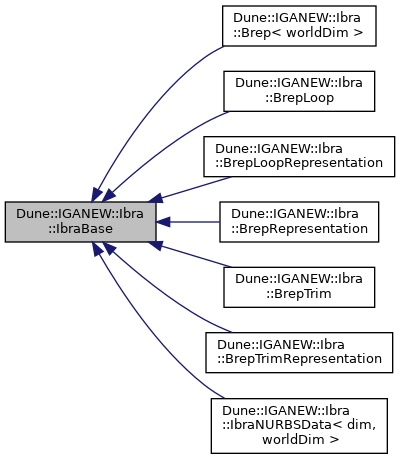 Dune::IGANEW::Ibra
::Brep< worldDim >
Dune::IGANEW::Ibra
::BrepLoop
Dune::IGANEW::Ibra
::BrepLoopRepresentation
Dune::IGANEW::Ibra
::IbraBase
Dune::IGANEW::Ibra
::BrepRepresentation
Dune::IGANEW::Ibra
::BrepTrim
Dune::IGANEW::Ibra
::BrepTrimRepresentation
Dune::IGANEW::Ibra
::IbraNURBSData< dim,
worldDim >